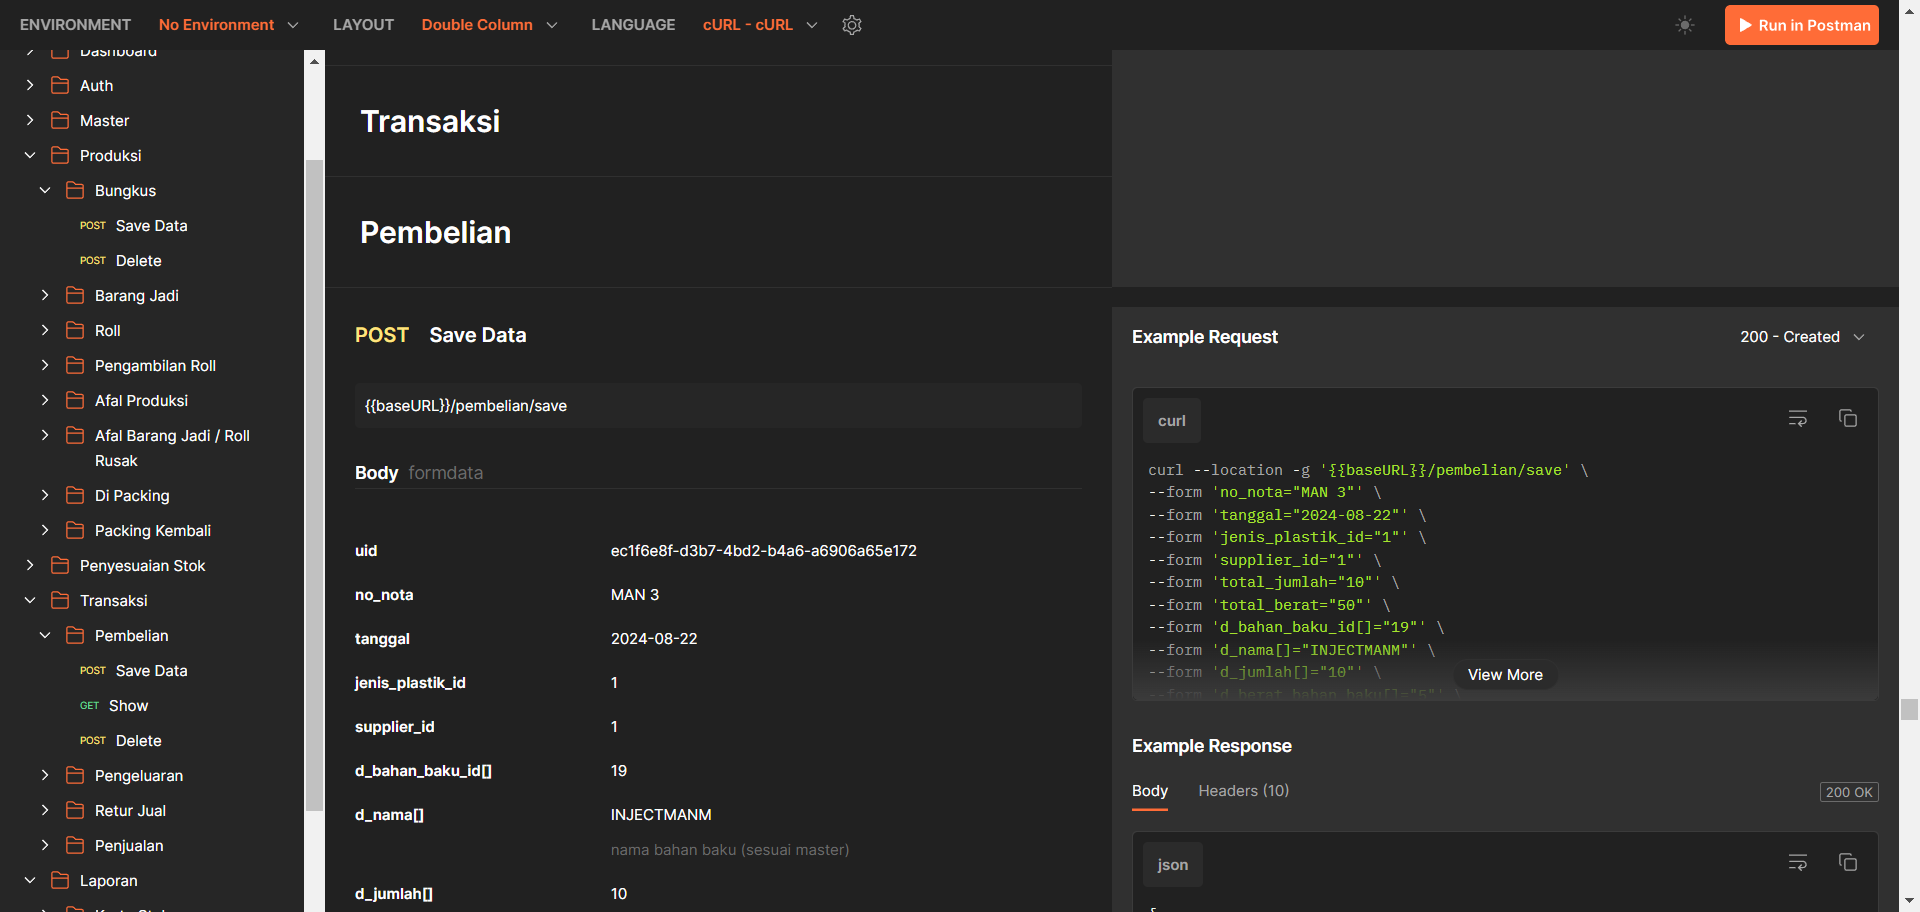 ENVIRONMENT No Environment LAYOUT Double Column LANGUAGE cURL - cURL Run in Postman
Dashboard
Auth
Master
Produksi
Bungkus
POST Save Data
POST Delete
Barang Jadi
Roll
Pengambilan Roll
Afal Produksi
Afal Barang Jadi / Roll
Rusak
Di Packing
Packing Kembali
Penyesuaian Stok
Transaksi
Pembelian
POST Save Data
GET Show
POST Delete
Pengeluaran
Retur Jual
Penjualan
Laporan
Transaksi
Pembelian
POST Save Data
{{baseURL}}/pembelian/save
Body formdata
uid ec1f6e8f-d3b7-4bd2-b4a6-a6906a65e172
no_nota MAN 3
tanggal 2024-08-22
jenis_plastik_id 1
supplier_id 1
d_bahan_baku_id[] 19
d_nama[] INJECTMANM
nama bahan baku (sesuai master)
d_jumlah[] 10
Example Request 200 - Created
curl
curl --location -g '{{baseURL}}/pembelian/save' \
--form 'no_nota="MAN 3"' \
--form 'tanggal="2024-08-22"' \
--form 'jenis_plastik_id="1"' \
--form 'supplier_id="1"' \
--form 'total_jumlah="10"' \
--form 'total_berat="50"' \
--form 'd_bahan_baku_id[]="19"' \
--form 'd_nama[]="INJECTMANM"' \
--form 'd_jumlah[]="10"' \
--form 'd_berat_bahan_baku[]="5"' \
View More
Example Response
Body Headers (10) 200 OK
json
{